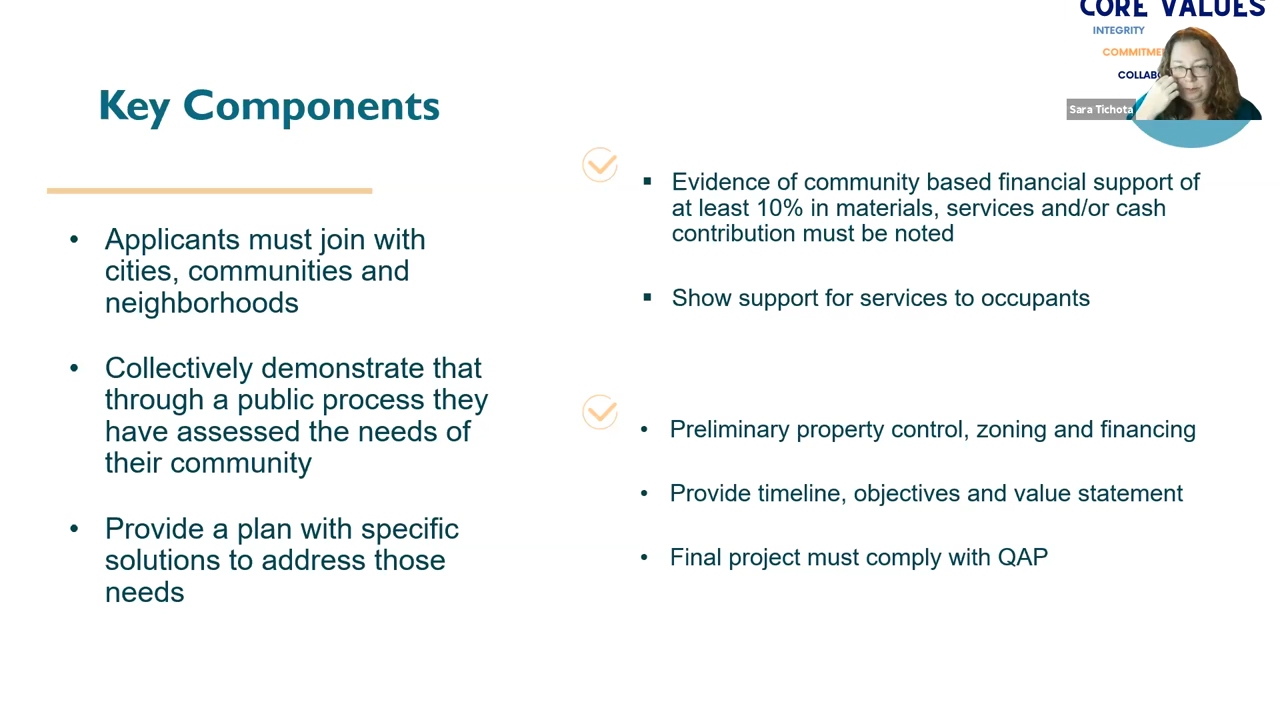 CORE VALUES
INTEGRITY
COLLAB
Sara Tichota
Key Components
• Applicants must join with
cities, communities and
neighborhoods
• Collectively demonstrate that
through a public process they
have assessed the needs of
their community
• Provide a plan with specific
solutions to address those
needs
▪ Evidence of community based financial support of
at least 10% in materials, services and/or cash
contribution must be noted
▪ Show support for services to occupants
• Preliminary property control, zoning and financing
• Provide timeline, objectives and value statement
• Final project must comply with QAP